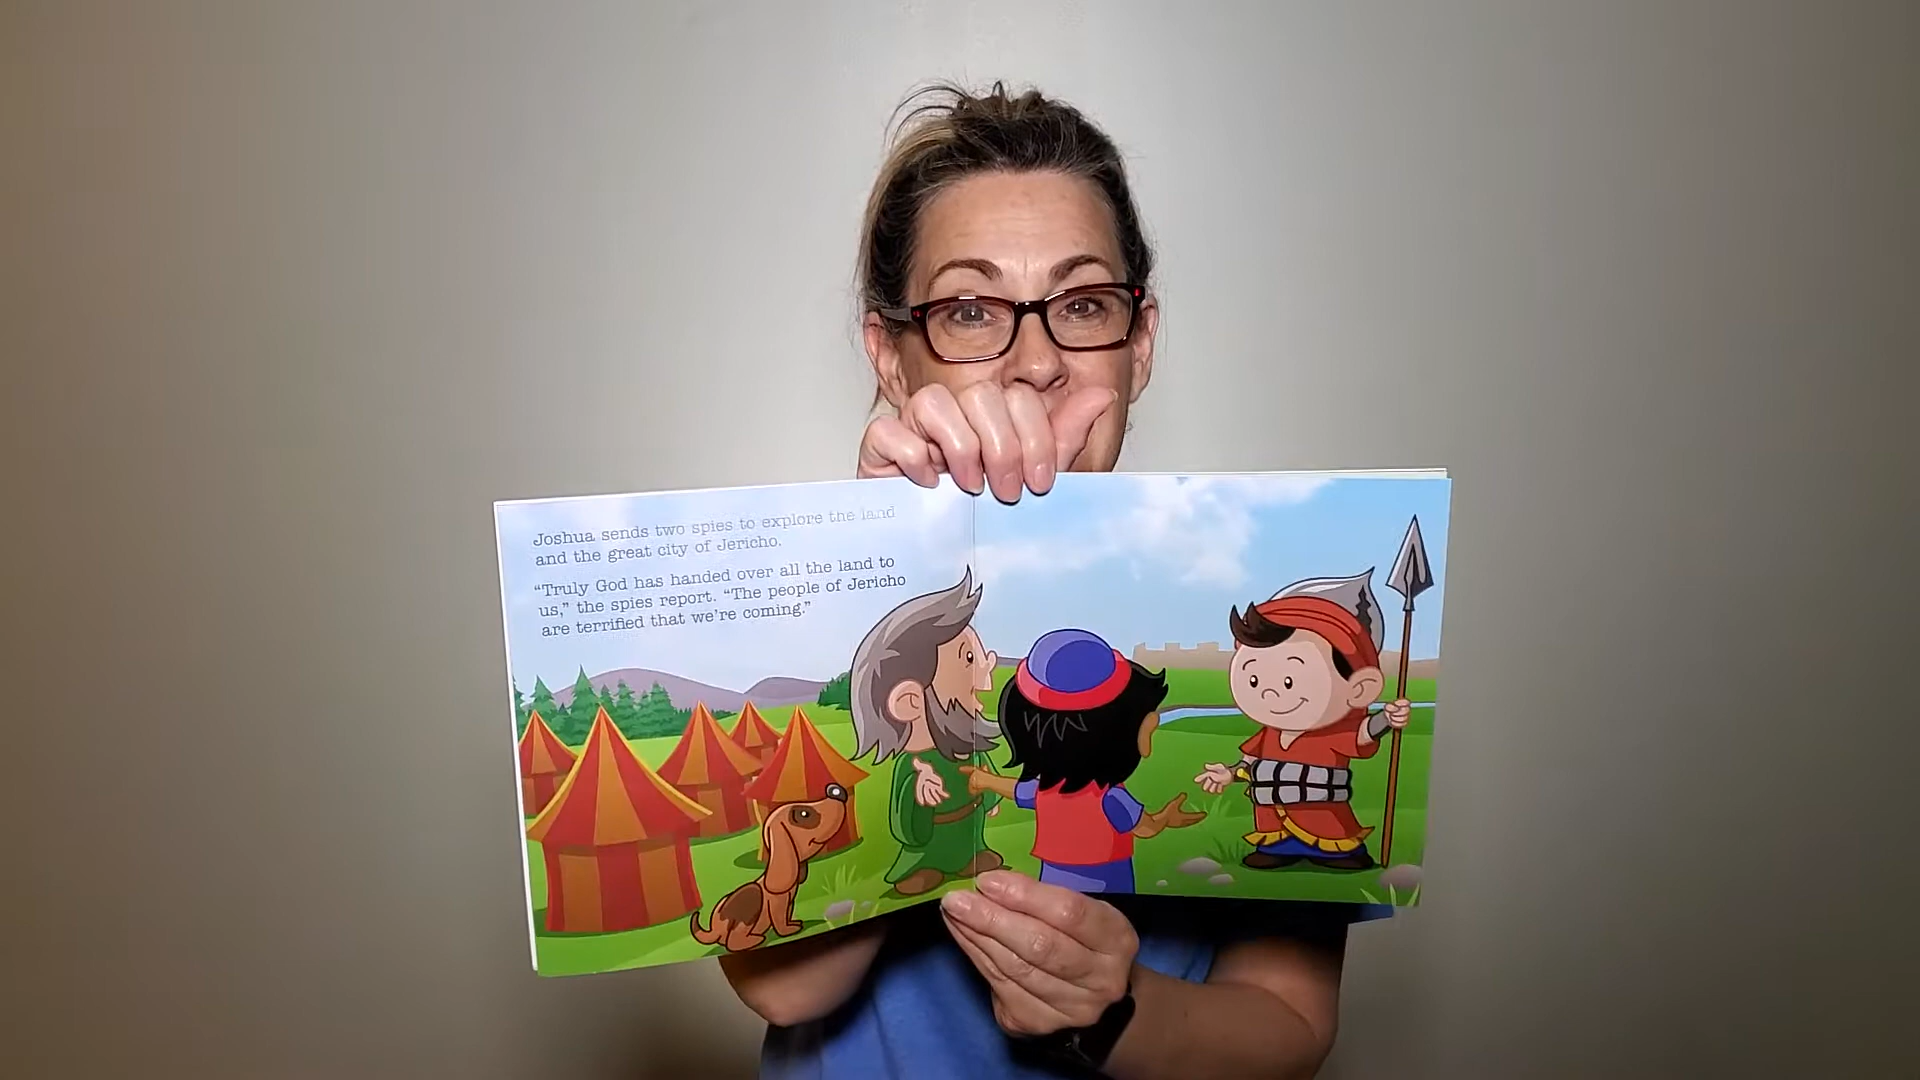 Joshua sends two spies to explore the land
and the great city of Jericho.
“Truly God has handed over all the land to
us,” the spies report. “The people of Jericho
are terrified that we’re coming.”